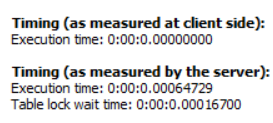 Timing (as measured at client side):
Execution time: 0:00:0.00000000
Timing (as measured by the server):
Execution time: 0:00:0.00064729
Table lock wait time: 0:00:0.00016700